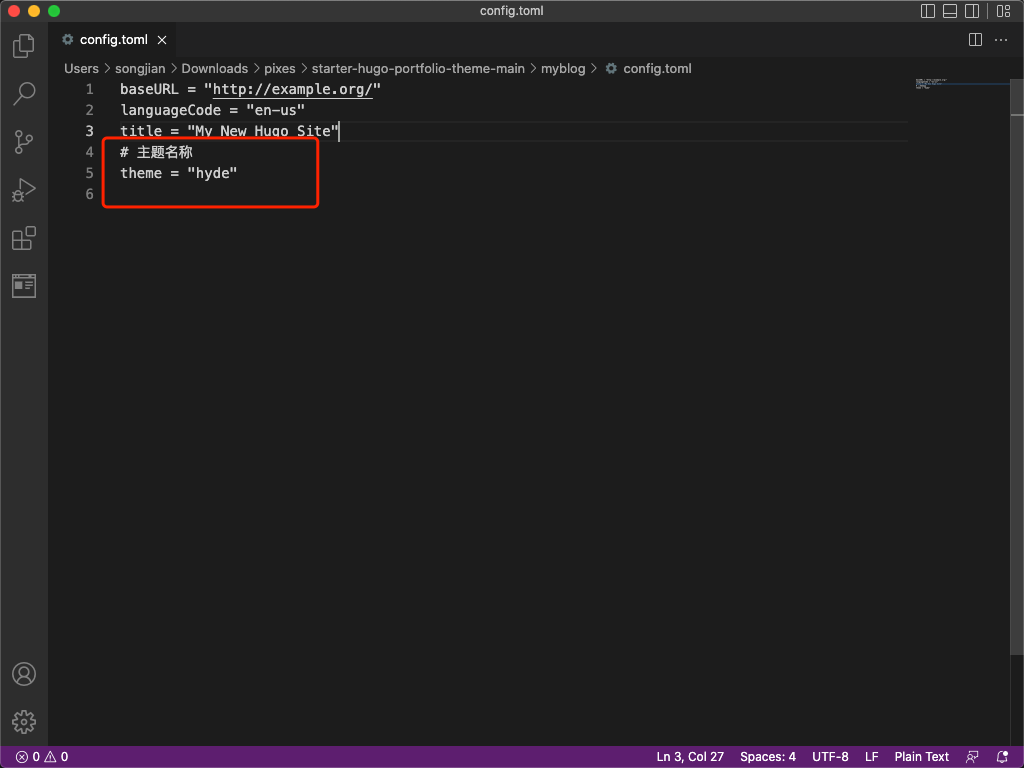 config.toml
config.toml
Users > songjian > Downloads > pixes > starter-hugo-portfolio-theme-main > myblog > config.toml
1 baseURL = "http://example.org/"
2 languageCode = "en-us"
3 title = "My New Hugo Site"
4 # 主题名称
5 theme = "hyde"
6
0 0 Ln 3, Col 27 Spaces: 4 UTF-8 LF Plain Text